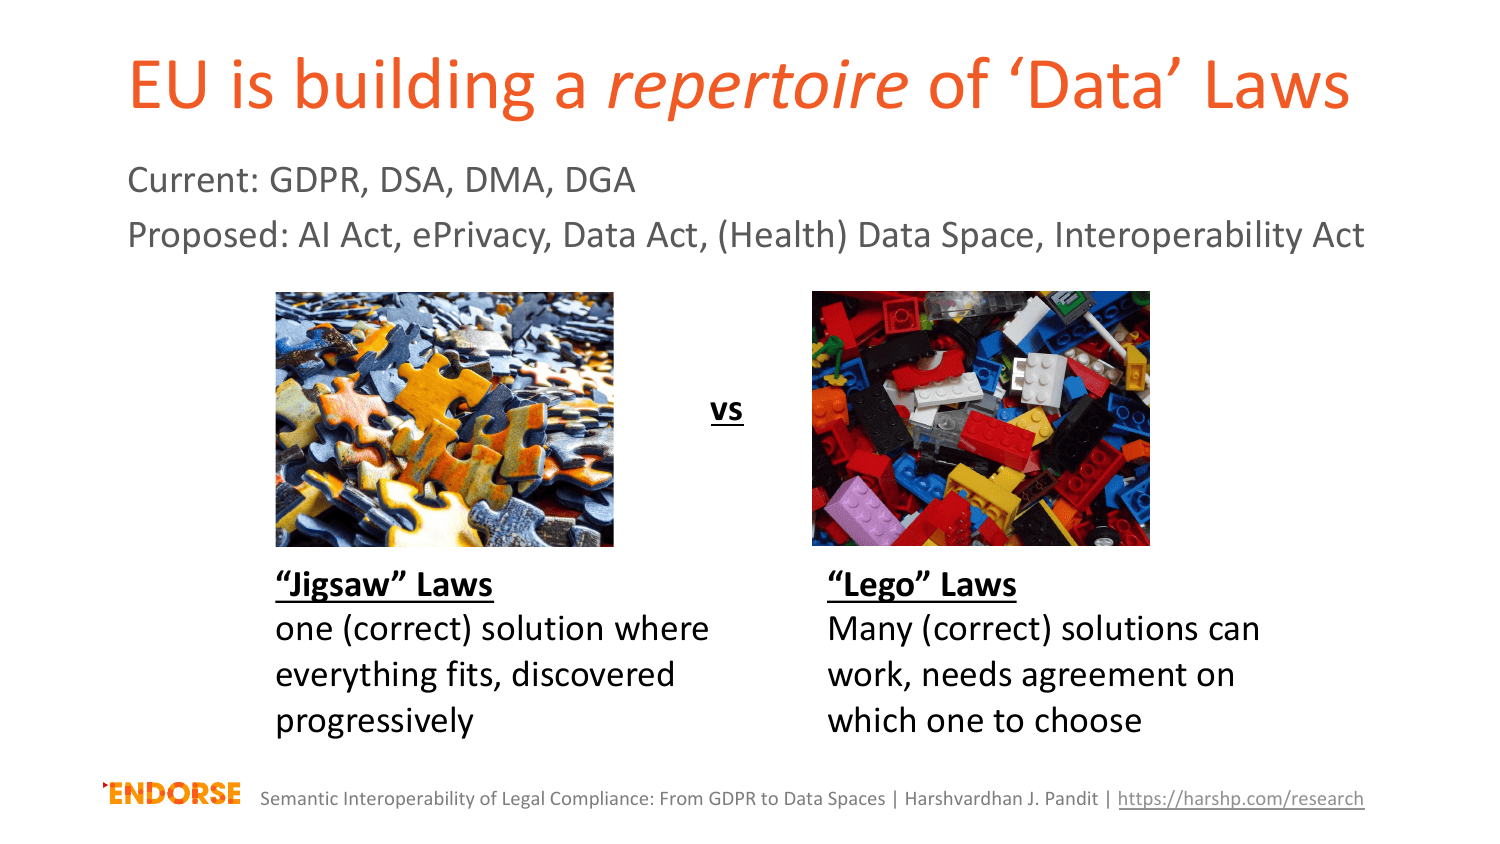 EU is building a repertoire of ‘Data’ Laws
Current: GDPR, DSA, DMA, DGA
Proposed: AI Act, ePrivacy, Data Act, (Health) Data Space, Interoperability Act
vs
“Jigsaw” Laws
one (correct) solution where
everything fits, discovered
progressively
“Lego” Laws
Many (correct) solutions can
work, needs agreement on
which one to choose
ENDORSE
Semantic Interoperability of Legal Compliance: From GDPR to Data Spaces | Harshvardhan J. Pandit | https://harshp.com/research